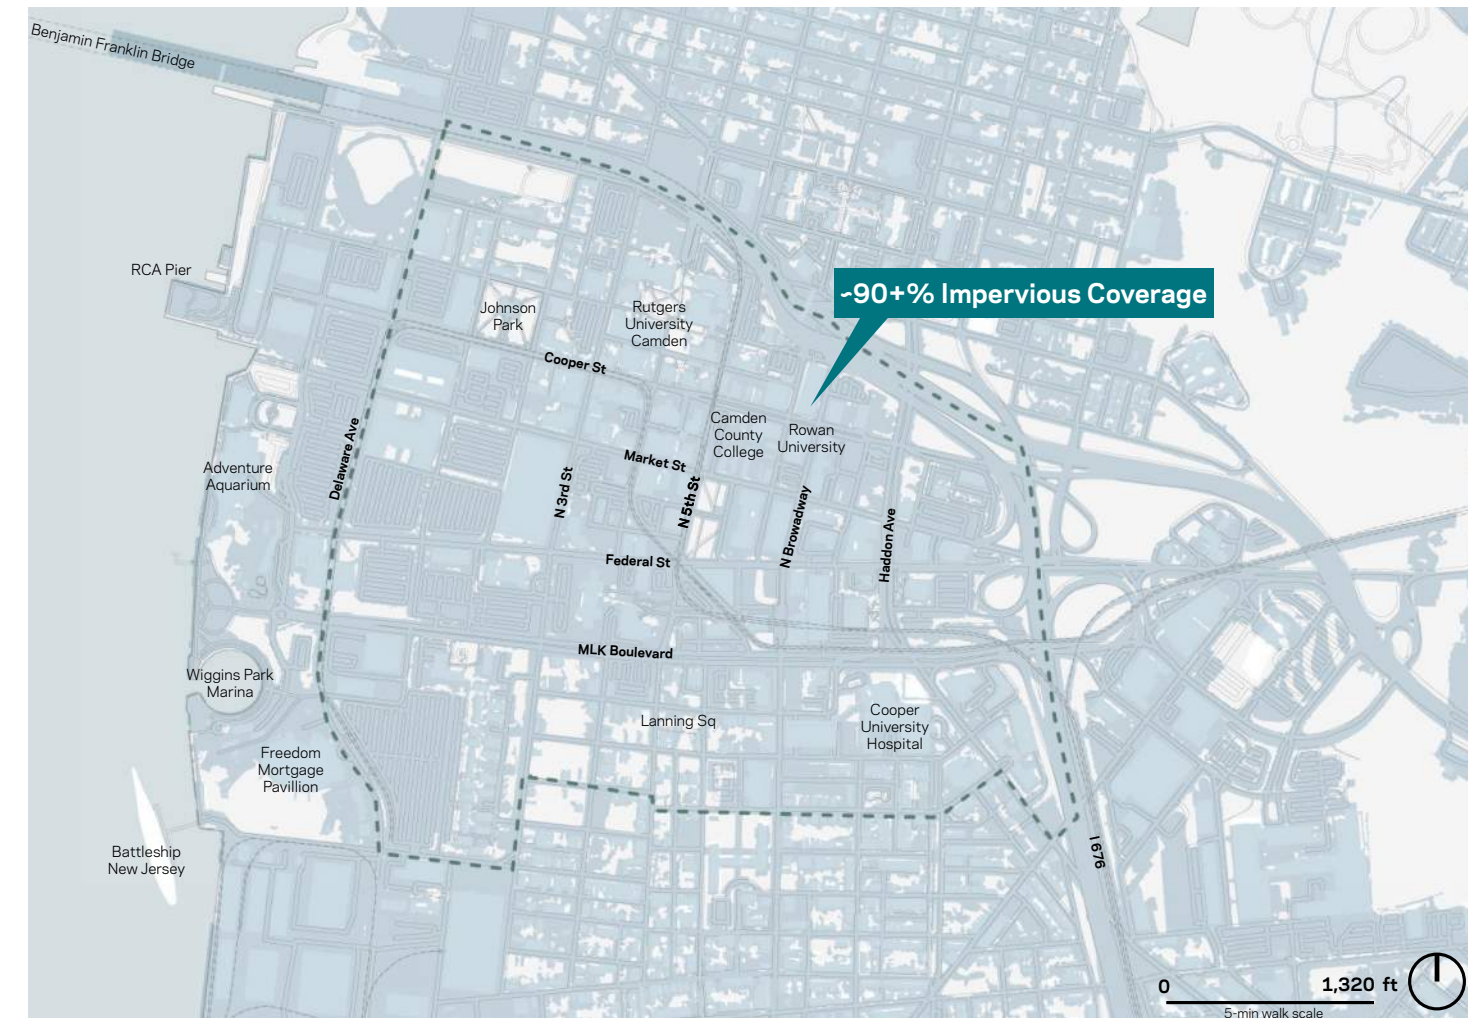 Benjamin Franklin Bridge
RCA Pier
Johnson
Park
Rutgers
University
Camden
~90+% Impervious Coverage
Cooper St
Delaware Ave
Camden
County
College
Rowan
University
Adventure
Aquarium
Market St
N 3rd St
N 5th St
N Browadway
Haddon Ave
Federal St
MLK Boulevard
Wiggins Park
Marina
Lanning Sq
Cooper
University
Hospital
Freedom
Mortgage
Pavillion
Battleship
New Jersey
I 676
0
1,320 ft
5-min walk scale